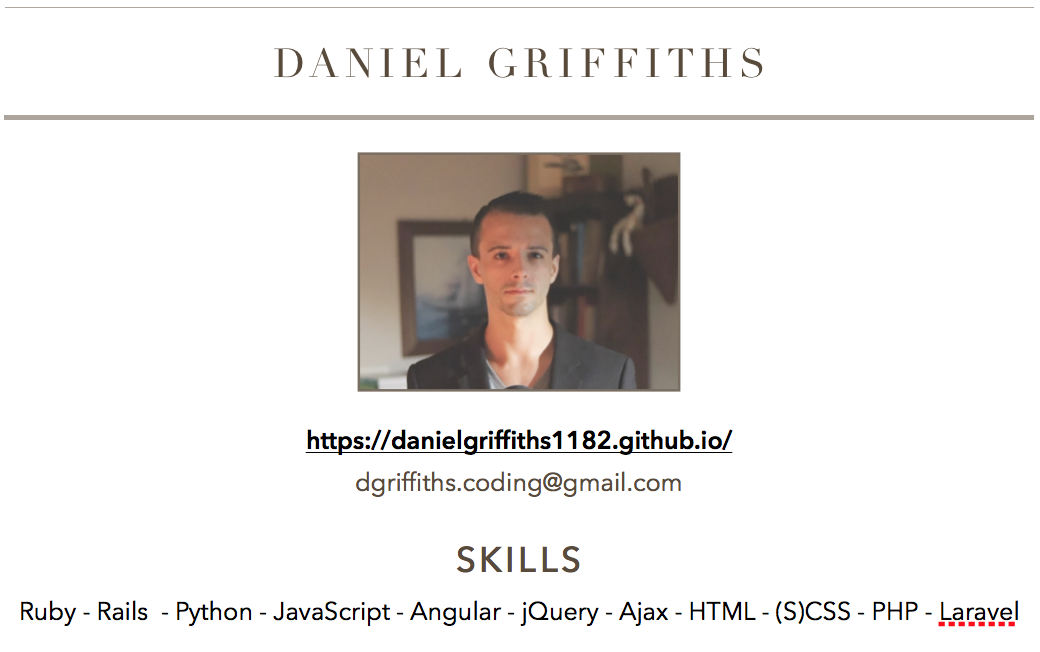 DANIEL GRIFFITHS
https://danielgriffiths1182.github.io/
dgriffiths.coding@gmail.com
SKILLS
Ruby - Rails  - Python - JavaScript - Angular - jQuery - Ajax - HTML - (S)CSS - PHP - Laravel